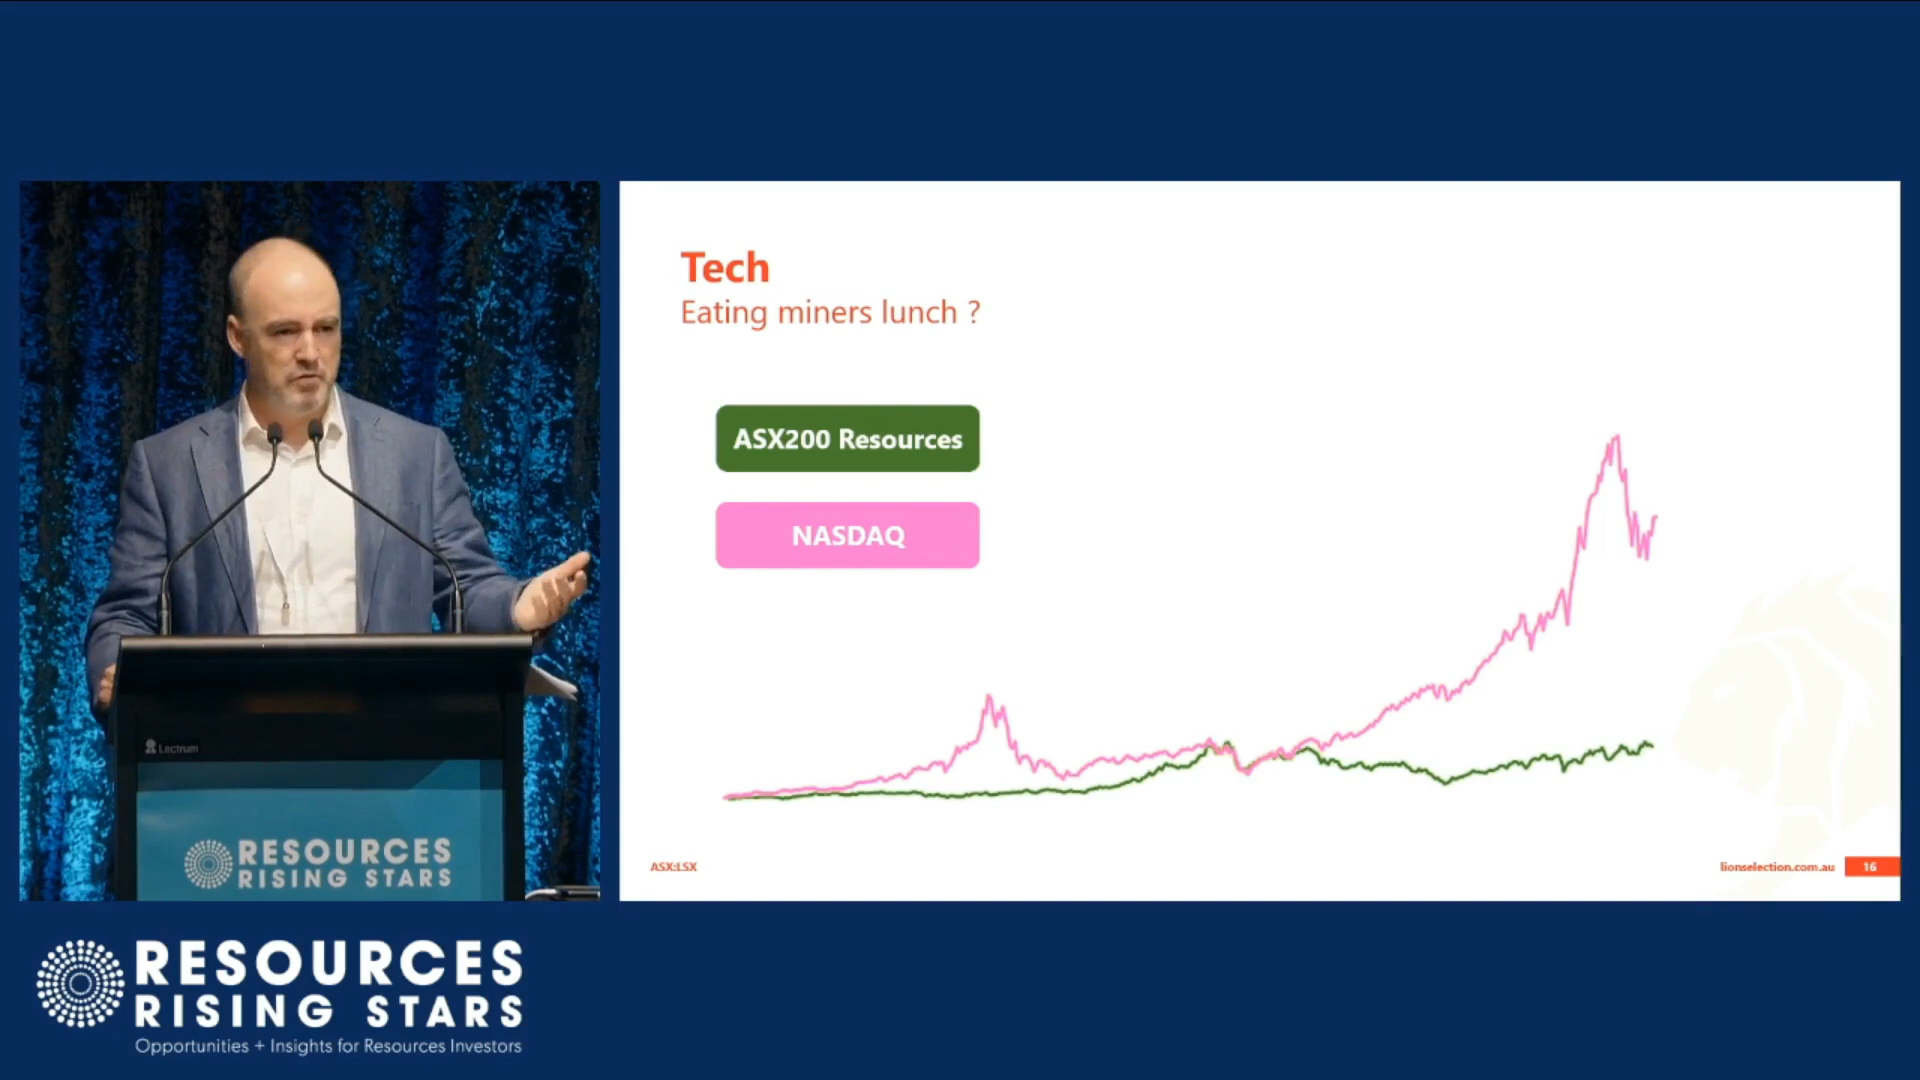 Tech
Eating miners lunch ?
ASX200 Resources
NASDAQ
ASX:LSX
lionselection.com.au
16
Lectrum
RESOURCES
RISING STARS
RESOURCES
RISING STARS
Opportunities + Insights for Resources Investors